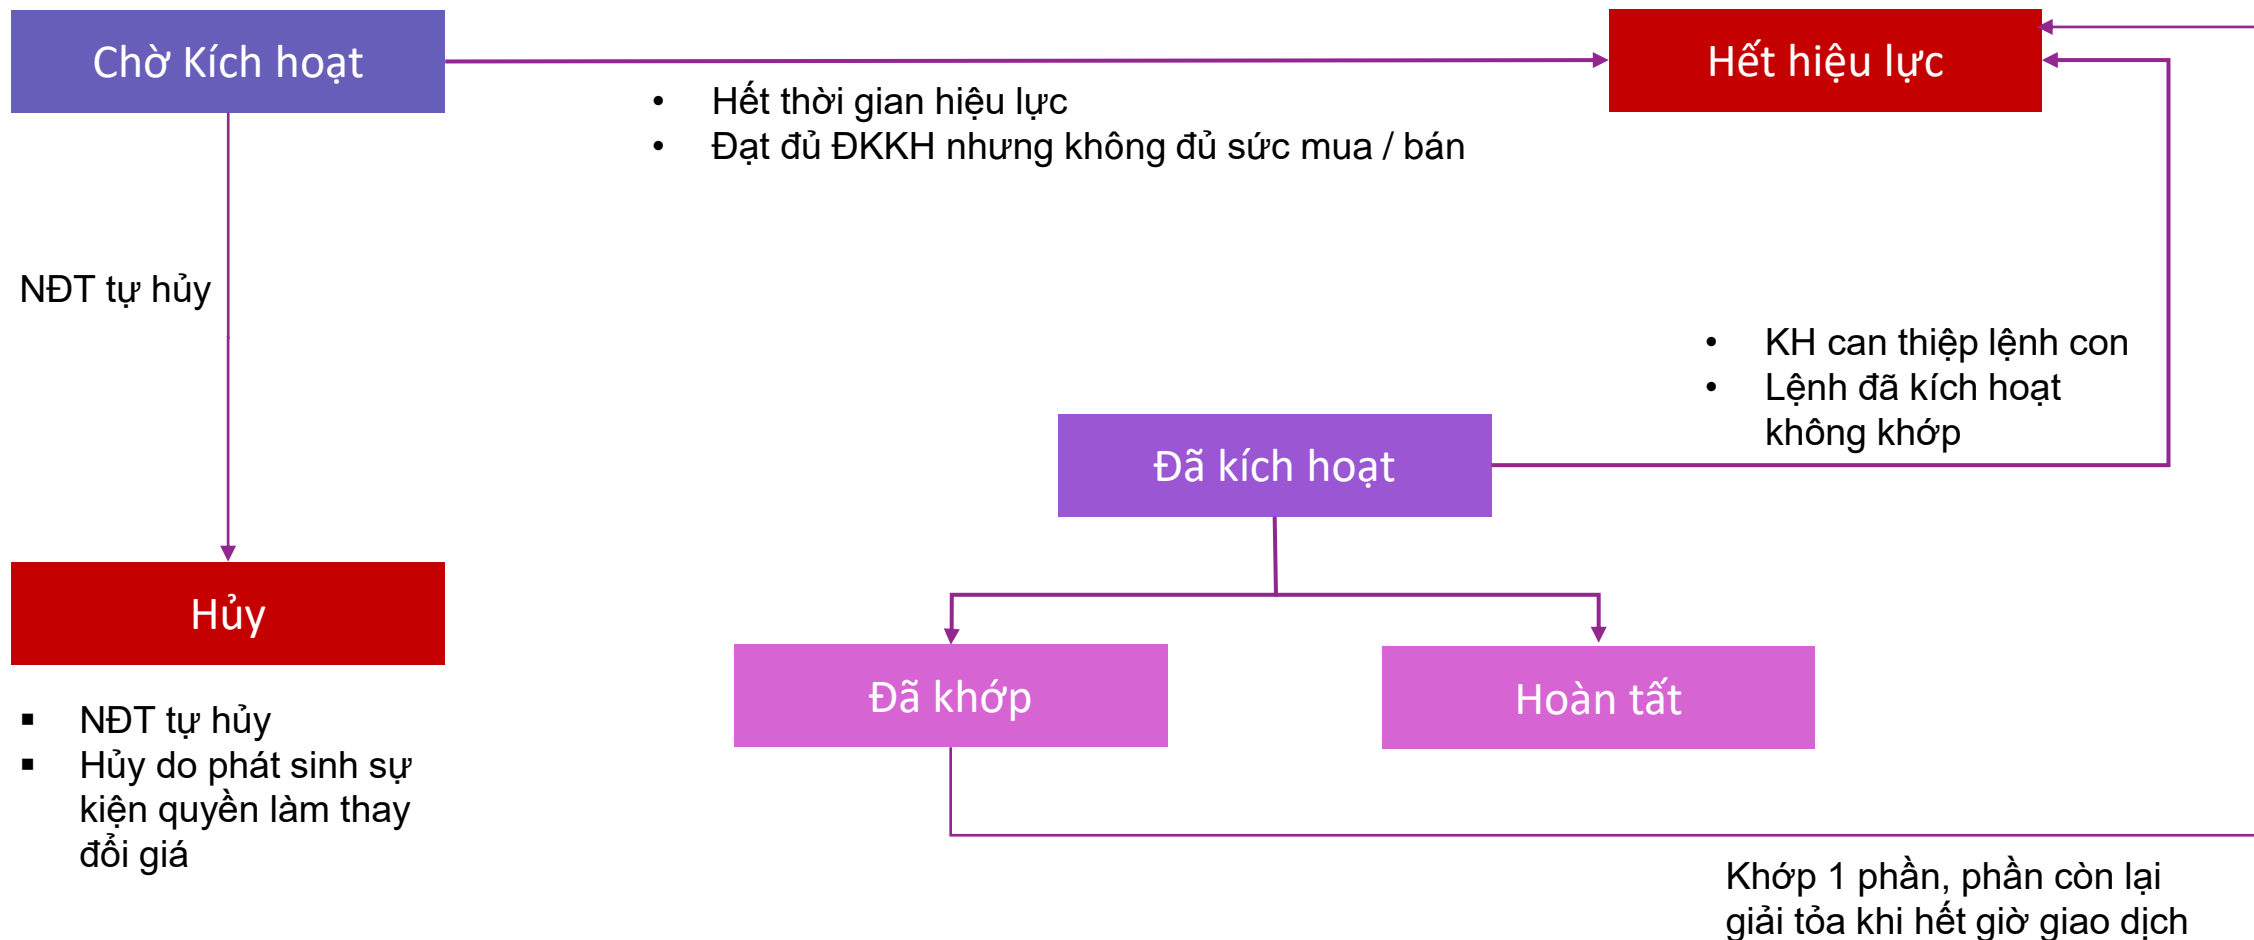 Chờ Kích hoạt
Hết hiệu lực
• Hết thời gian hiệu lực
• Đạt đủ ĐKKH nhưng không đủ sức mua / bán
NĐT tự hủy
• KH can thiệp lệnh con
• Lệnh đã kích hoạt
không khớp
Đã kích hoạt
Hủy
Đã khớp
Hoàn tất
▪ NĐT tự hủy
▪ Hủy do phát sinh sự
kiện quyền làm thay
đổi giá
Khớp 1 phần, phần còn lại
giải tỏa khi hết giờ giao dịch